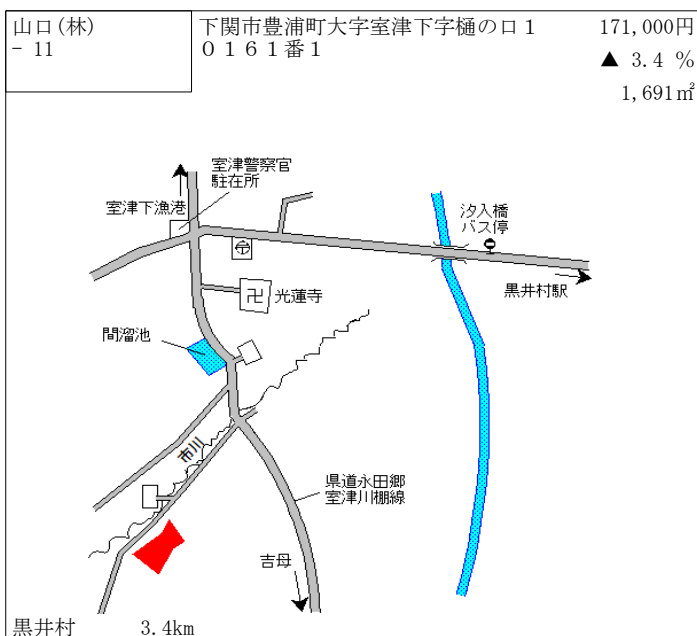 山口(林)
- 11
下関市豊浦町大字室津下字樋の口1
0161番1
171,000円
▲ 3.4 %
1,691㎡
室津警察官
駐在所
室津下漁港
汐入橋
バス停
黒井村駅
卍 光蓮寺
間溜池
市川
県道永田郷
室津川棚線
吉母
黒井村 3.4km